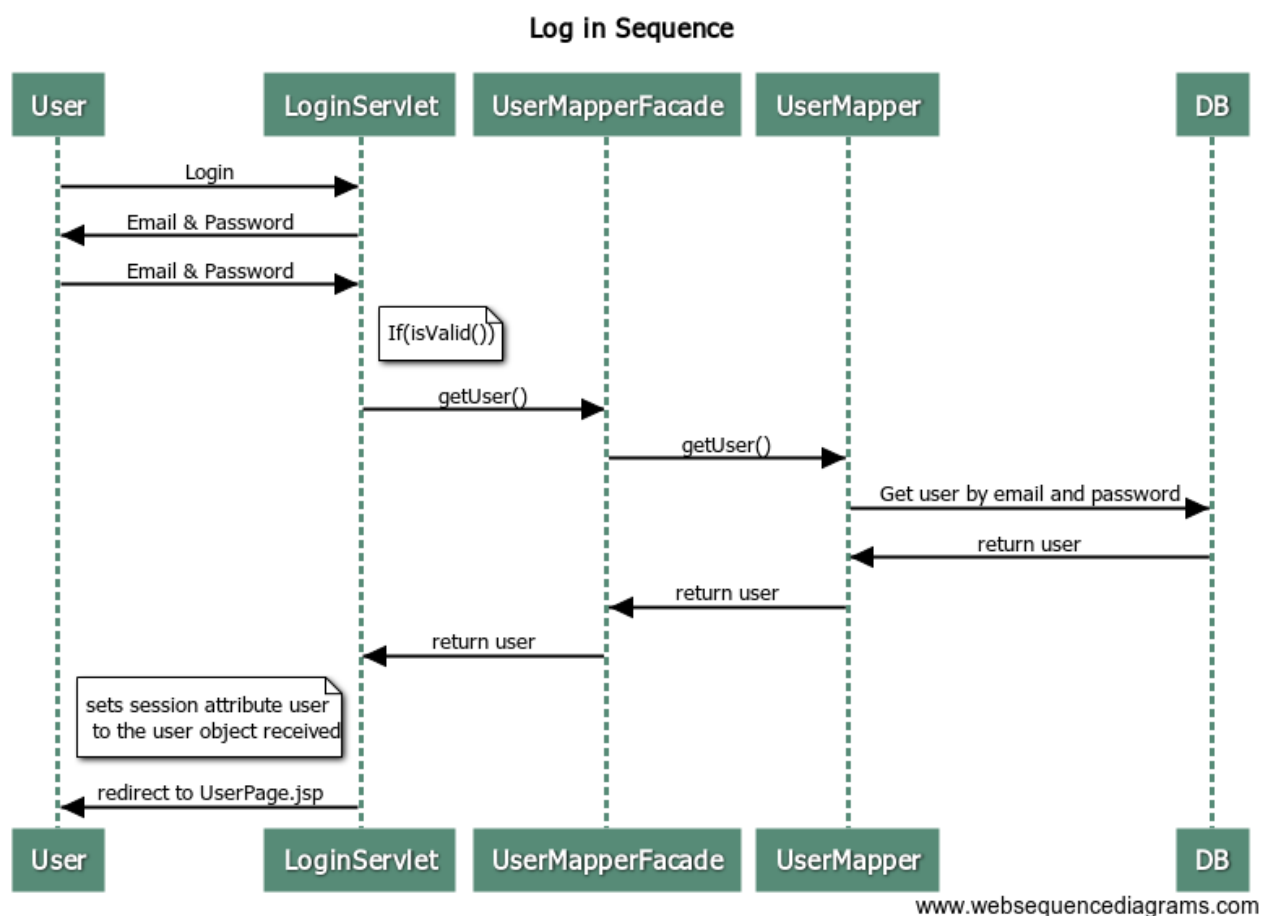 Log in Sequence
User
LoginServlet
UserMapperFacade
UserMapper
DB
Login
Email & Password
Email & Password
If(isValid())
getUser()
getUser()
Get user by email and password
return user
return user
return user
sets session attribute user
to the user object received
redirect to UserPage.jsp
User
LoginServlet
UserMapperFacade
UserMapper
DB
www.websequencediagrams.com